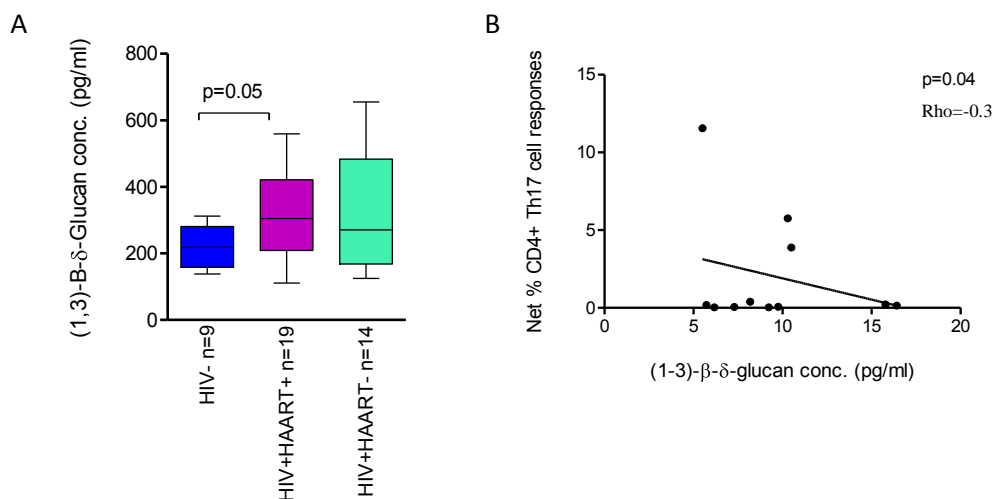 A
(1,3)-B-δ-Glucan conc. (pg/ml)
800
600
400
200
0
p=0.05
HIV- n=9
HIV+HAART+ n=19
HIV+HAART- n=14
B
Net % CD4+ Th17 cell responses
15
10
5
0
p=0.04
Rho=-0.3
0
5
10
15
20
(1-3)-β-δ-glucan conc. (pg/ml)